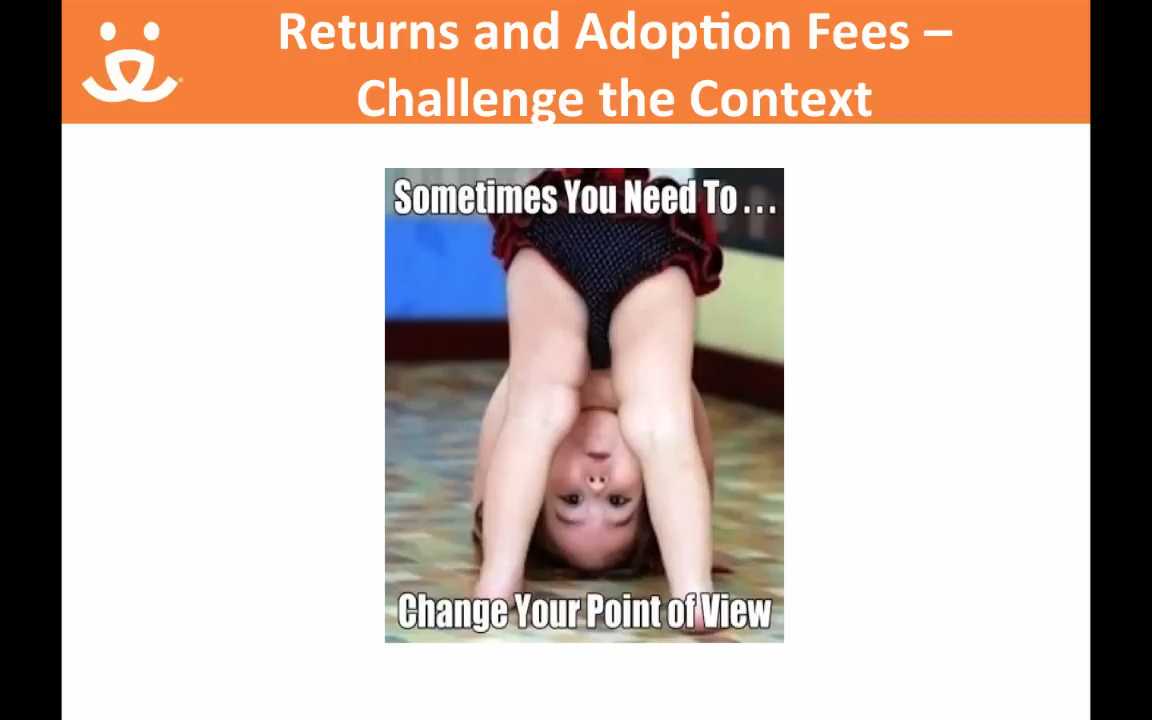 Returns and Adoption Fees –
Challenge the Context
Sometimes You Need To . . .
Change Your Point of View